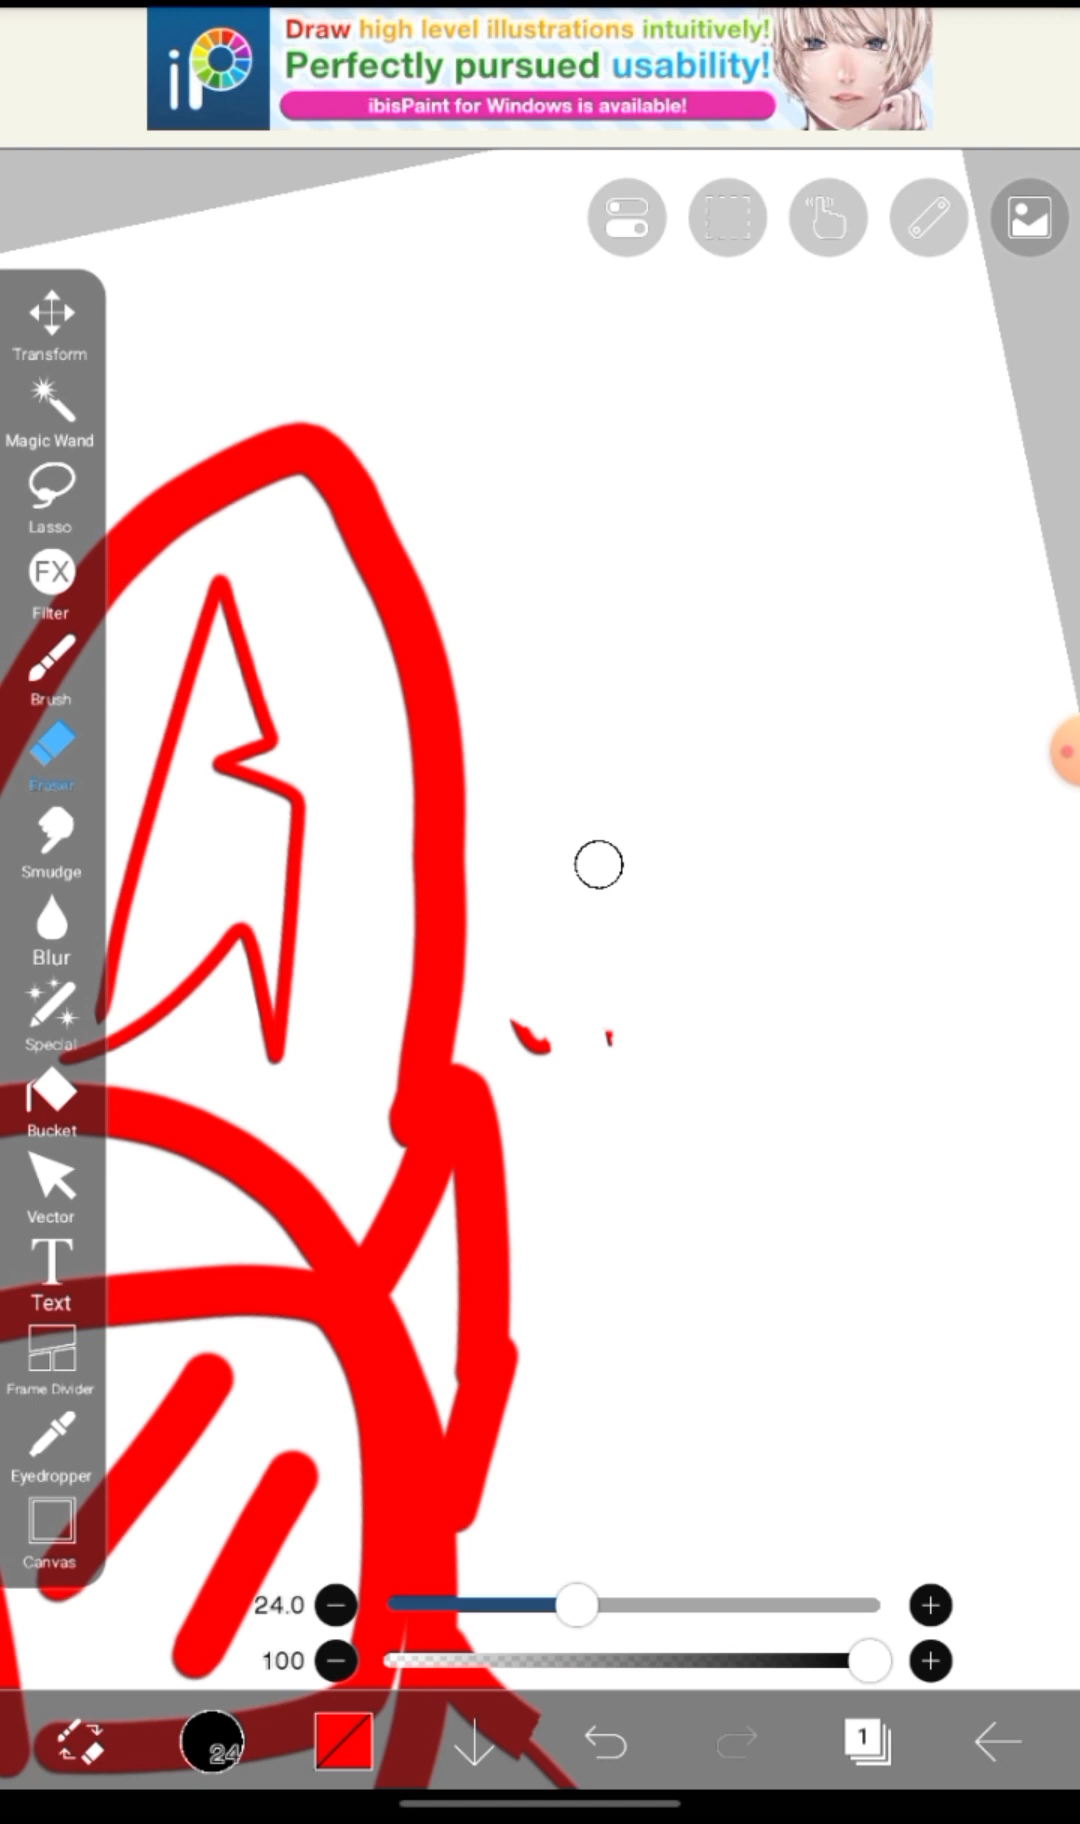 iP
Draw high level illustrations intuitively!
Perfectly pursued usability!
ibisPaint for Windows is available!
Transform
Magic Wand
Lasso
FX
Filter
Brush
Eraser
Smudge
Blur
Special
Bucket
Vector
T
Text
Frame Divider
Eyedropper
Canvas
24.0
100
24
1